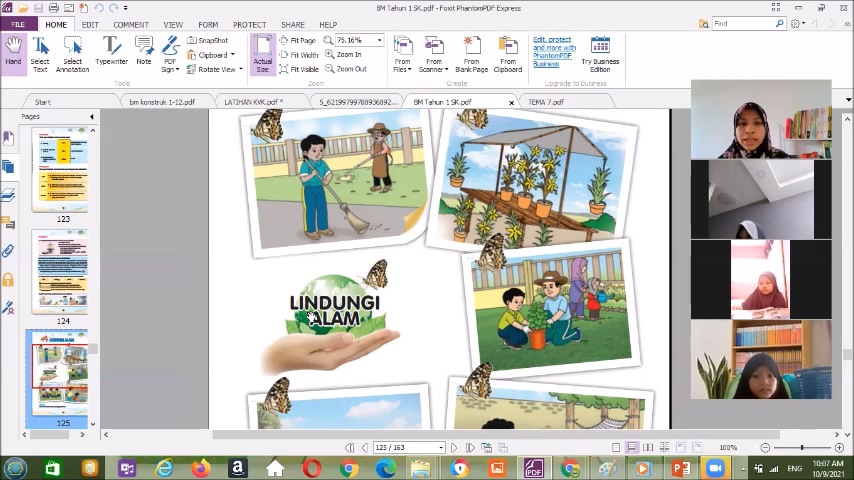 BM Tahun 1 SK.pdf - Foxit PhantomPDF Express
FILE HOME EDIT COMMENT VIEW FORM PROTECT SHARE HELP
Find
Hand
Select Text
Select Annotation
Typewriter
Note
PDF Sign
SnapShot
Clipboard
Rotate View
Actual Size
Fit Page
Fit Width
Fit Visible
75.16%
Zoom In
Zoom Out
From Files
From Scanner
From Blank Page
From Clipboard
Edit, protect and more with PhantomPDF Business
Try Business Edition
Tools Zoom Create Upgrade to Business
Start bm konstruk 1-12.pdf LATIHAN KVK.pdf * 5_62199799788936892... BM Tahun 1 SK.pdf TEMA 7.pdf
Pages
123
124
125
LINDUNGI
ALAM
125 / 163
100%
ENG
10:07 AM
10/9/2021